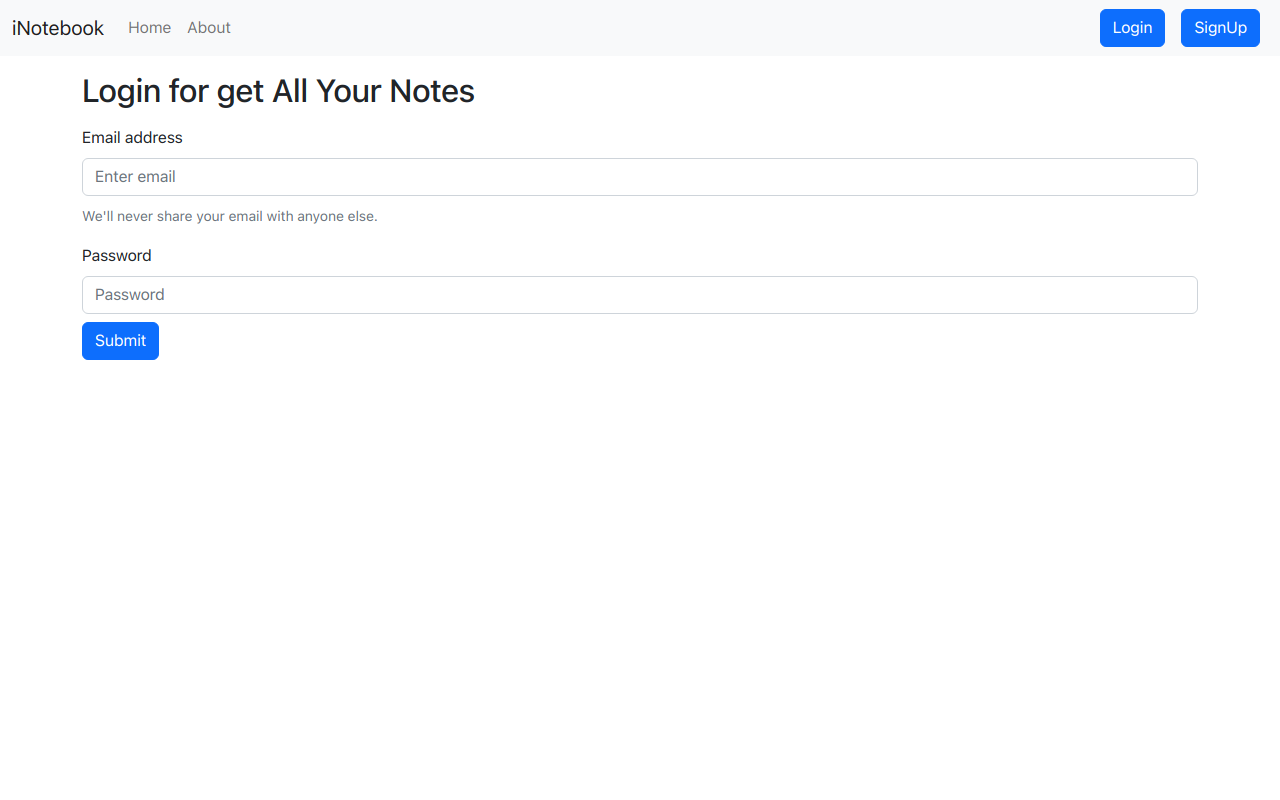 iNotebook Home About Login SignUp
Login for get All Your Notes
Email address
Enter email
We'll never share your email with anyone else.
Password
Password
Submit